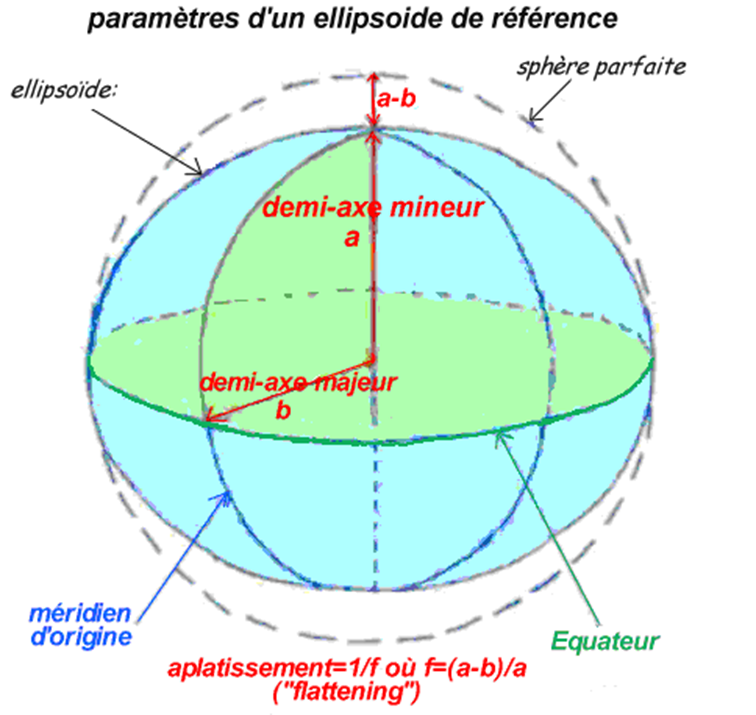 paramètres d'un ellipsoide de référence
sphère parfaite
ellipsoïde:
a-b
demi-axe mineur
a
demi-axe majeur
b
méridien
d'origine
Equateur
aplatissement=1/f où f=(a-b)/a
("flattening")